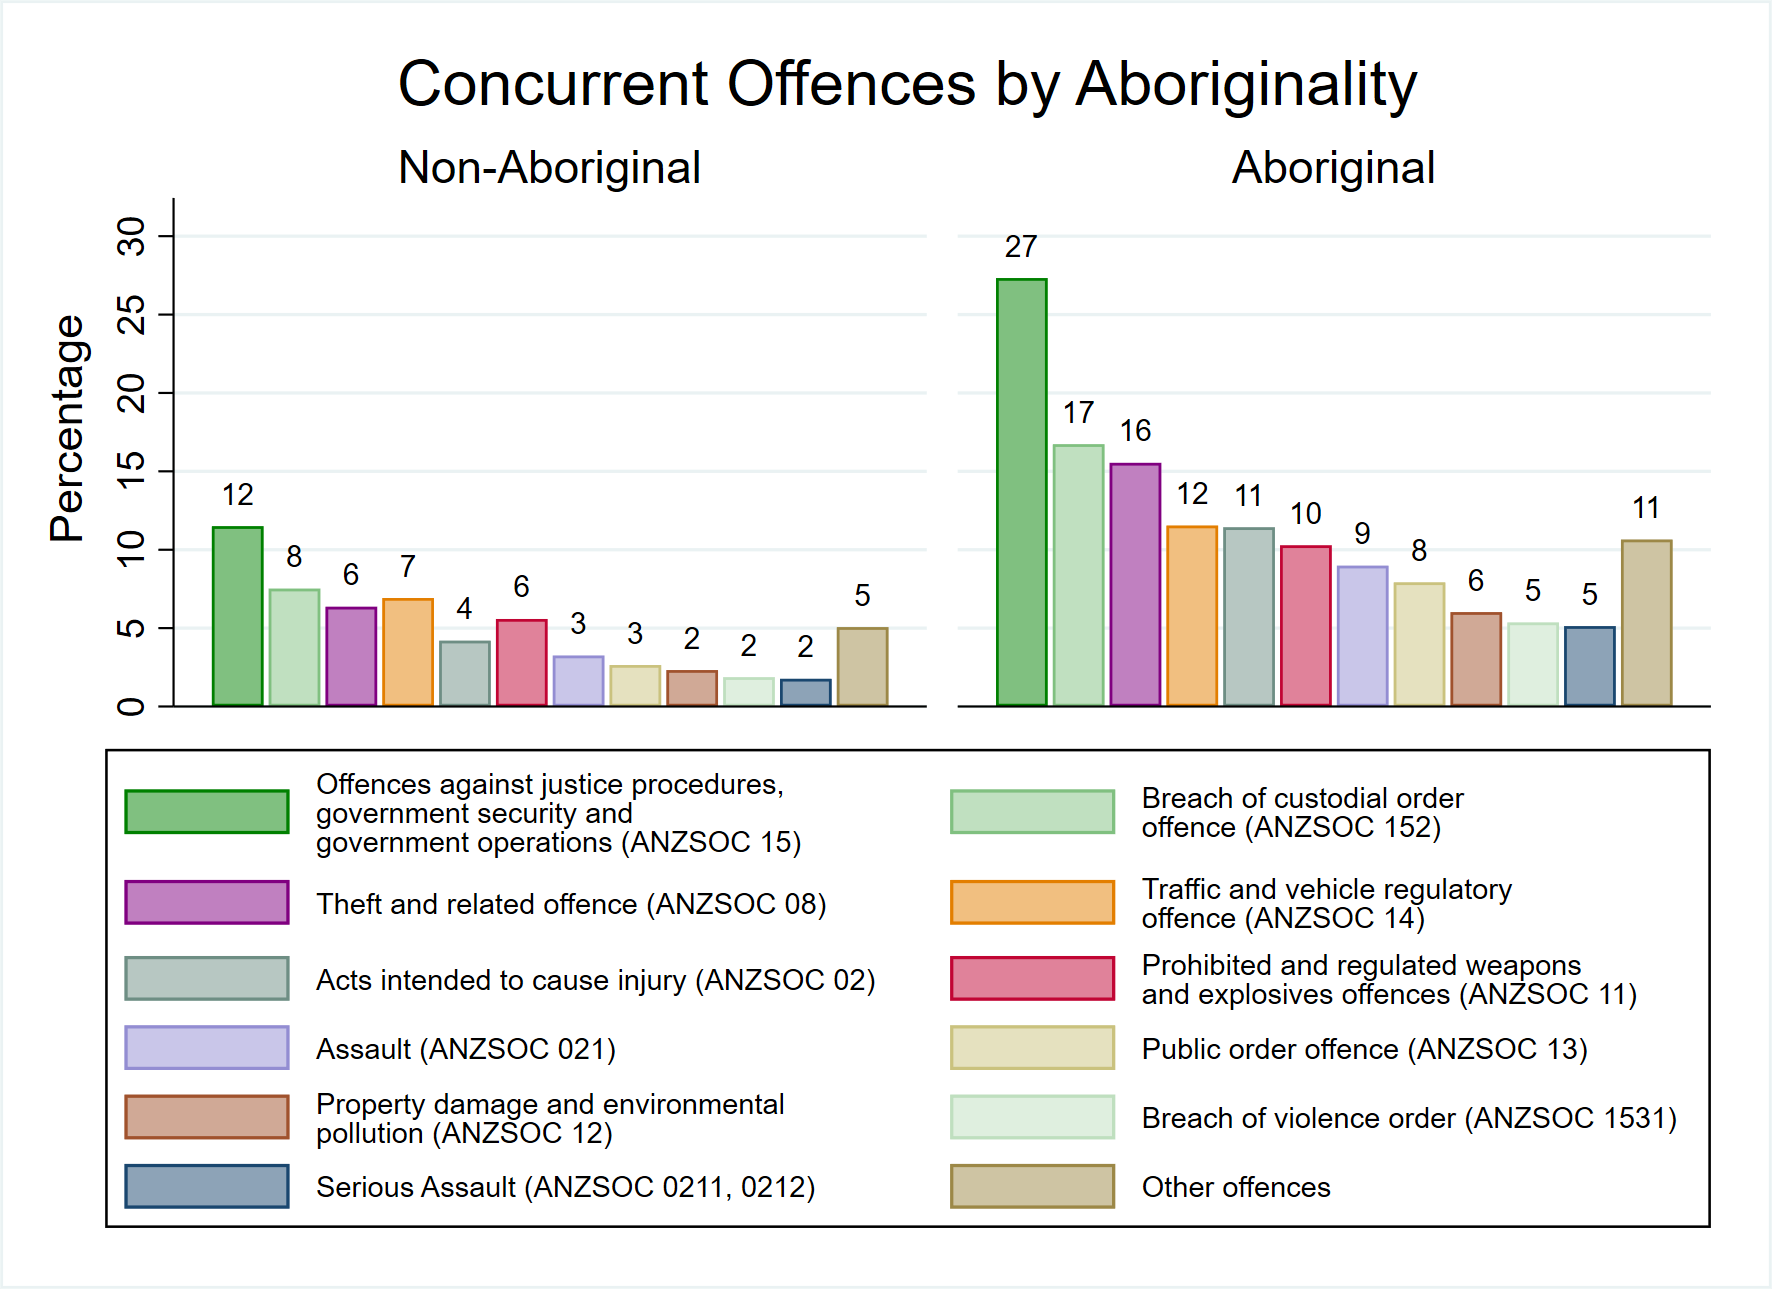 Concurrent Offences by Aboriginality
Non-Aboriginal
Aboriginal
Percentage
30
25
20
15
10
5
0
12
8
6
7
4
6
3
3
2
2
2
5
27
17
16
12
11
10
9
8
6
5
5
11
Offences against justice procedures,
government security and
government operations (ANZSOC 15)
Breach of custodial order
offence (ANZSOC 152)
Theft and related offence (ANZSOC 08)
Traffic and vehicle regulatory
offence (ANZSOC 14)
Acts intended to cause injury (ANZSOC 02)
Prohibited and regulated weapons
and explosives offences (ANZSOC 11)
Assault (ANZSOC 021)
Public order offence (ANZSOC 13)
Property damage and environmental
pollution (ANZSOC 12)
Breach of violence order (ANZSOC 1531)
Serious Assault (ANZSOC 0211, 0212)
Other offences